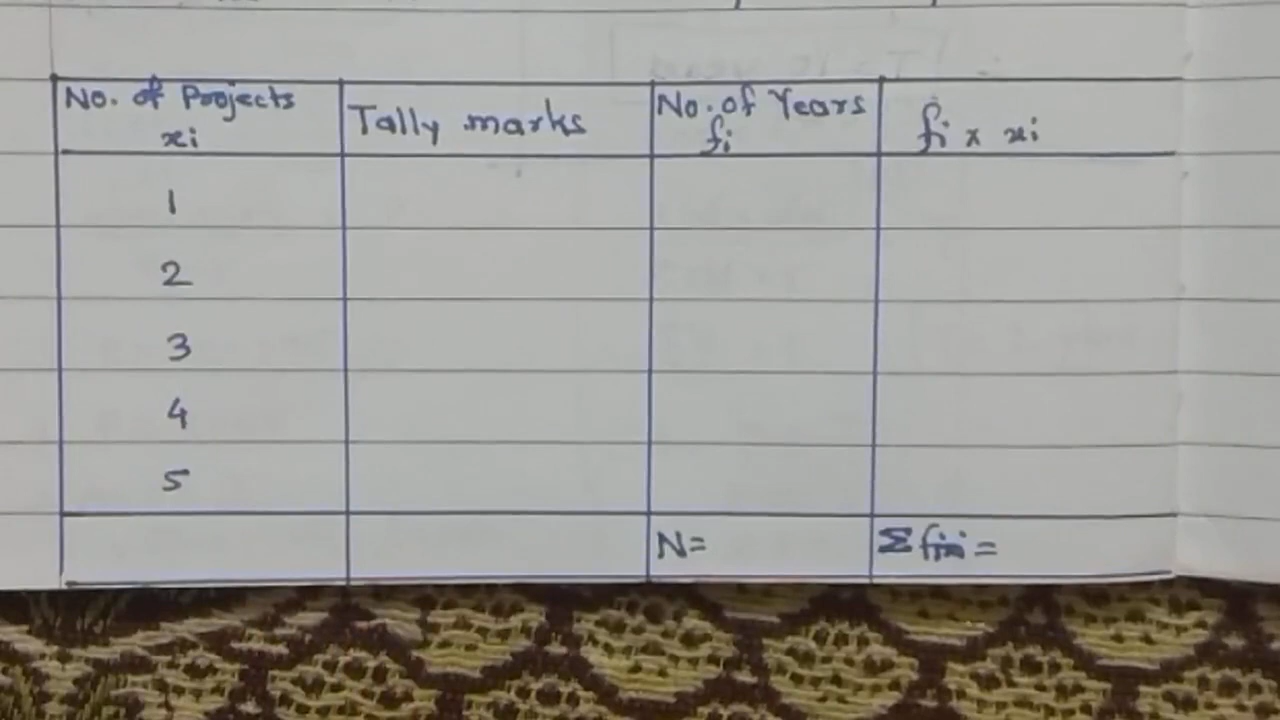 No. of Projects xi
Tally marks
No. of Years fi
fi x xi
1
2
3
4
5
N=
Σfixi =